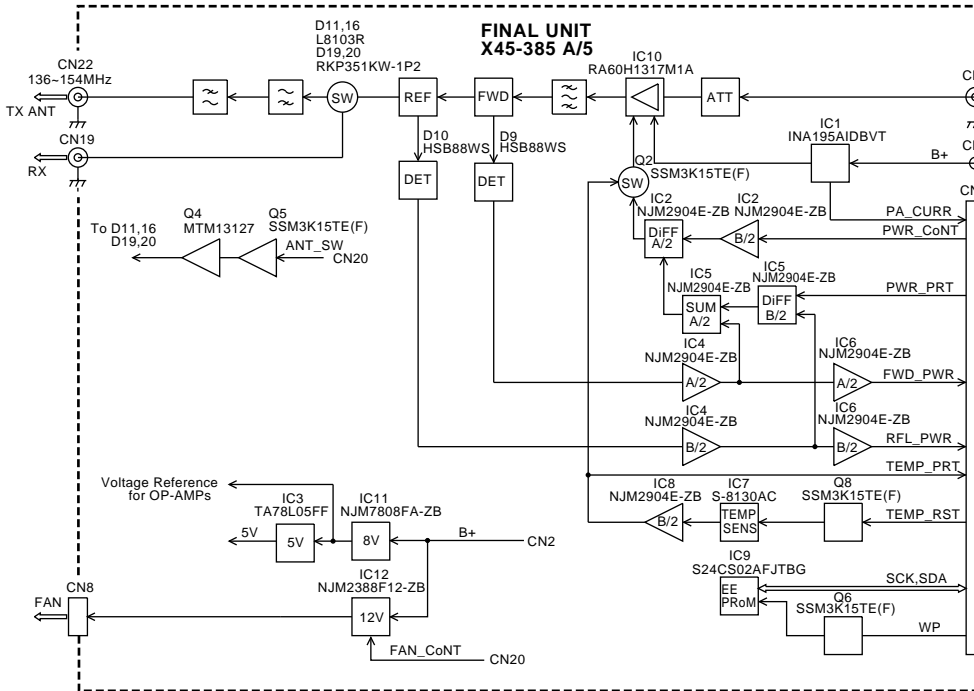 FINAL UNIT
X45-385 A/5
D11,16
L8103R
D19,20
RKP351KW-1P2
CN22
136~154MHz
TX ANT
SW
REF
FWD
IC10
RA60H1317M1A
ATT
CN19
RX
D10
HSB88WS
D9
HSB88WS
DET
DET
IC1
INA195AIDBVT
B+
Q2
SSM3K15TE(F)
SW
PA_CURR
Q4
MTM13127
Q5
SSM3K15TE(F)
To D11,16
D19,20
ANT_SW
CN20
IC2
NJM2904E-ZB
DiFF
A/2
IC2
NJM2904E-ZB
B/2
PWR_CoNT
IC5
NJM2904E-ZB
SUM
A/2
IC5
NJM2904E-ZB
DiFF
B/2
PWR_PRT
IC4
NJM2904E-ZB
A/2
IC6
NJM2904E-ZB
A/2
FWD_PWR
IC4
NJM2904E-ZB
B/2
IC6
NJM2904E-ZB
B/2
RFL_PWR
TEMP_PRT
Voltage Reference
for OP-AMPs
IC3
TA78L05FF
5V
5V
IC11
NJM7808FA-ZB
8V
B+
CN2
IC8
NJM2904E-ZB
B/2
IC7
S-8130AC
TEMP
SENS
Q8
SSM3K15TE(F)
TEMP_RST
IC9
S24CS02AFJTBG
EE
PRoM
SCK,SDA
Q6
SSM3K15TE(F)
WP
CN8
FAN
IC12
NJM2388F12-ZB
12V
FAN_CoNT
CN20